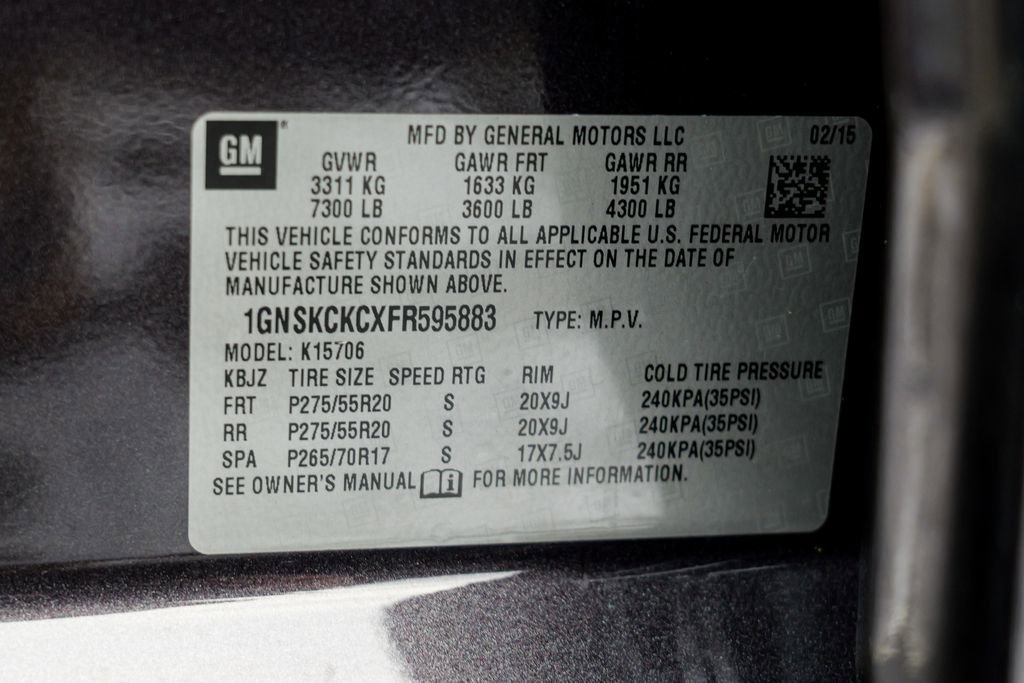 GM MFD BY GENERAL MOTORS LLC 02/15
GVWR GAWR FRT GAWR RR
3311 KG 1633 KG 1951 KG
7300 LB 3600 LB 4300 LB
THIS VEHICLE CONFORMS TO ALL APPLICABLE U.S. FEDERAL MOTOR
VEHICLE SAFETY STANDARDS IN EFFECT ON THE DATE OF
MANUFACTURE SHOWN ABOVE.
1GNSKCKCXFR595883 TYPE: M.P.V.
MODEL: K15706
KBJZ TIRE SIZE SPEED RTG RIM COLD TIRE PRESSURE
FRT P275/55R20 S 20X9J 240KPA(35PSI)
RR P275/55R20 S 20X9J 240KPA(35PSI)
SPA P265/70R17 S 17X7.5J 240KPA(35PSI)
SEE OWNER'S MANUAL i FOR MORE INFORMATION.